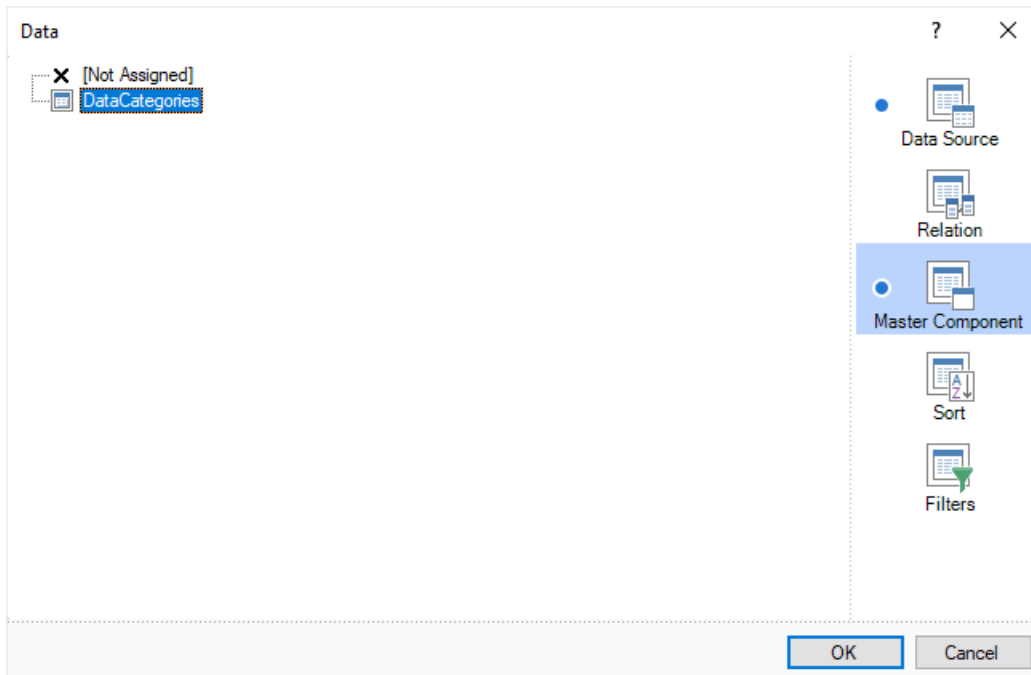 Data
?
[Not Assigned]
DataCategories
Data Source
Relation
Master Component
A
Z
Sort
Filters
OK
Cancel